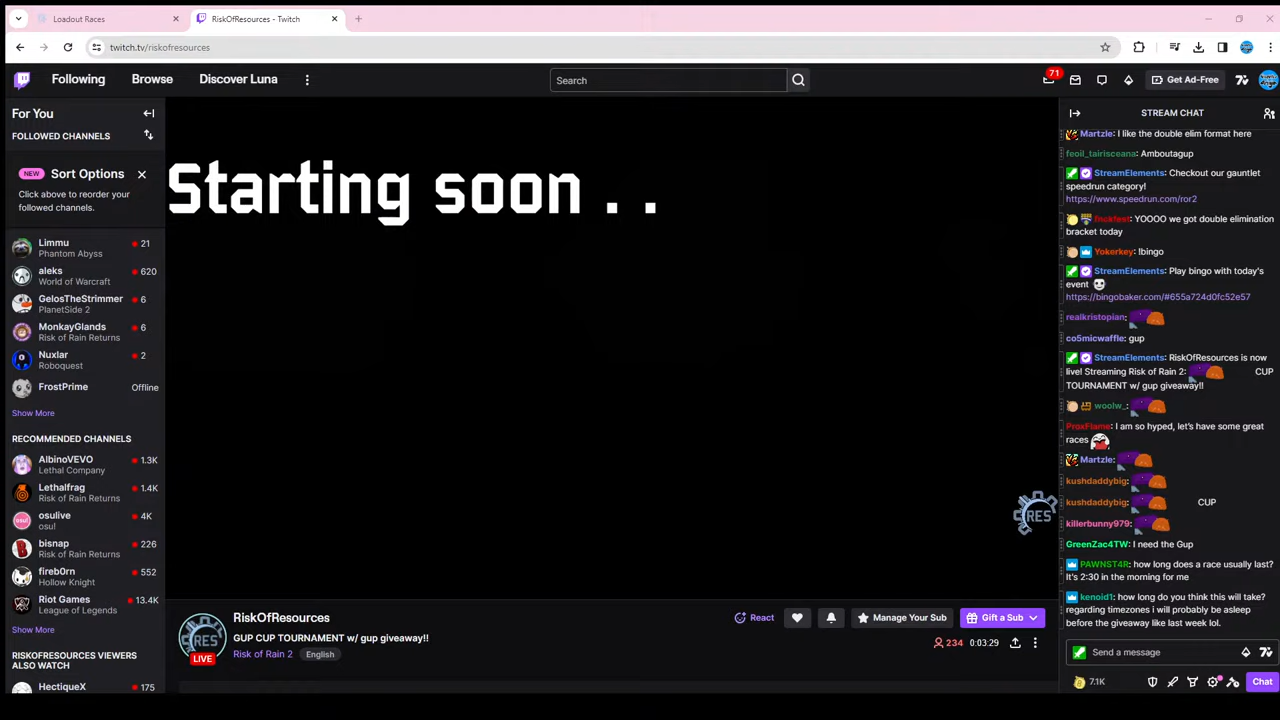 Loadout Races
RiskOfResources - Twitch
twitch.tv/riskofresources
Following
Browse
Discover Luna
Search
71
Get Ad-Free
For You
FOLLOWED CHANNELS
NEW Sort Options
Click above to reorder your
followed channels.
Limmu 21
Phantom Abyss
aleks 620
World of Warcraft
GelosTheStrimmer 6
PlanetSide 2
MonkayGlands 6
Risk of Rain Returns
Nuxlar 2
Roboquest
FrostPrime Offline
Show More
RECOMMENDED CHANNELS
AlbinoVEVO 1.3K
Lethal Company
Lethalfrag 1.4K
Risk of Rain Returns
osulive 4K
osu!
bisnap 226
Risk of Rain Returns
fireb0rn 552
Hollow Knight
Riot Games 13.4K
League of Legends
Show More
RISKOFRESOURCES VIEWERS
ALSO WATCH
HectiqueX 175
Starting soon . .
RES
RES
LIVE
RiskOfResources
GUP CUP TOURNAMENT w/ gup giveaway!!
Risk of Rain 2 English
React
Manage Your Sub
Gift a Sub
234 0:03:29
STREAM CHAT
Martzle: I like the double elim format here
feoil_tairisceana: Amboutagup
StreamElements: Checkout our gauntlet
speedrun category!
https://www.speedrun.com/ror2
YOOOO we got double elimination
bracket today
Yokerkey: !bingo
StreamElements: Play bingo with today's
event
https://bingobaker.com/#655a724d0fc52e57
realkristopian:
co5micwaffle: gup
StreamElements: RiskOfResources is now
live! Streaming Risk of Rain 2: CUP
TOURNAMENT w/ gup giveaway!!
woolw_:
ProxFlame: I am so hyped, let's have some great
races
Martzle:
kushdaddybig:
kushdaddybig: CUP
killerbunny979:
GreenZac4TW: I need the Gup
PAWNST4R: how long does a race usually last?
It's 2:30 in the morning for me
kenoid1: how long do you think this will take?
regarding timezones i will probably be asleep
before the giveaway like last week lol.
Send a message
7.1K
Chat